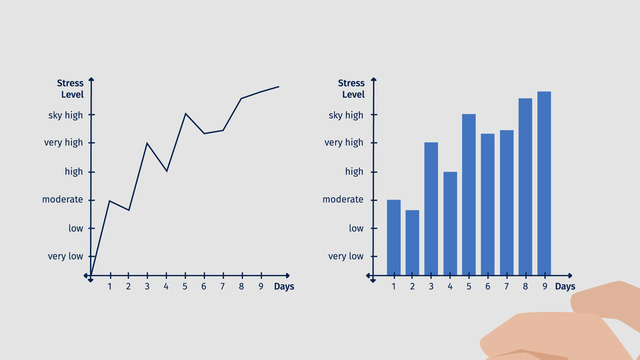 Stress
Level
sky high
very high
high
moderate
low
very low
1 2 3 4 5 6 7 8 9 Days
Stress
Level
sky high
very high
high
moderate
low
very low
1 2 3 4 5 6 7 8 9 Days